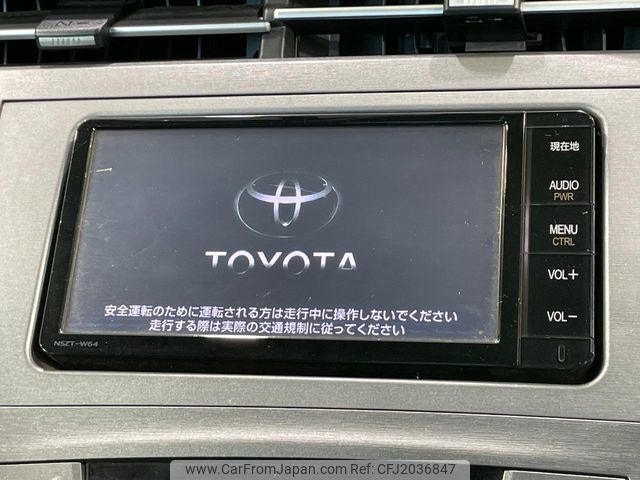 現在地
AUDIO
PWR
MENU
CTRL
TOYOTA
VOL+
安全運転のために運転される方は走行中に操作しないでください
走行する際は実際の交通規制に従ってください
VOL-
NSZT-W64
www.CarFromJapan.com | Ref: CFJ2036847